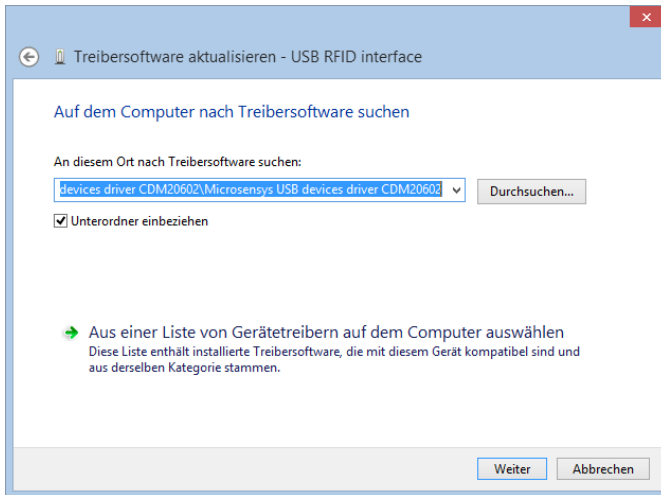 Treibersoftware aktualisieren - USB RFID interface
Auf dem Computer nach Treibersoftware suchen
An diesem Ort nach Treibersoftware suchen:
devices driver CDM20602\Microsensys USB devices driver CDM20602
Durchsuchen...
Unterordner einbeziehen
Aus einer Liste von Gerätetreibern auf dem Computer auswählen
Diese Liste enthält installierte Treibersoftware, die mit diesem Gerät kompatibel sind und
aus derselben Kategorie stammen.
Weiter
Abbrechen